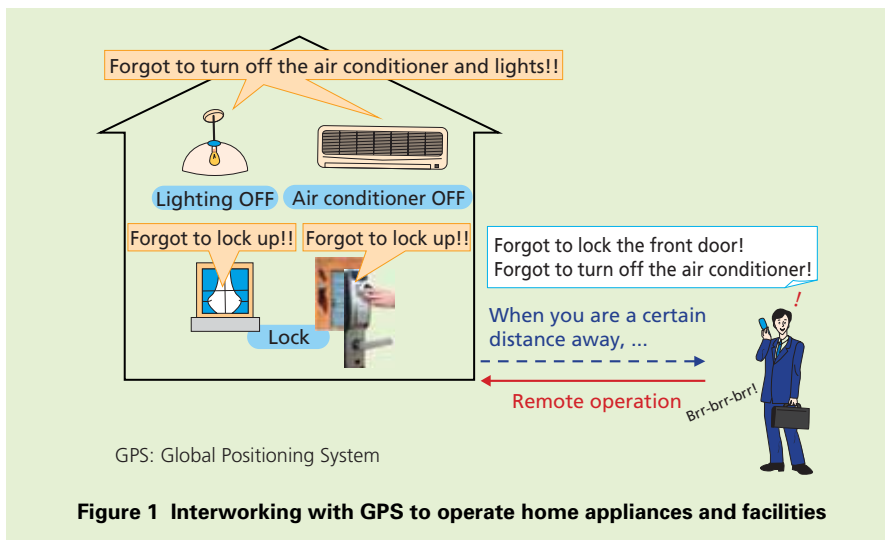 Forgot to turn off the air conditioner and lights!!
Lighting OFF
Air conditioner OFF
Forgot to lock up!!
Forgot to lock up!!
Lock
Forgot to lock the front door!
Forgot to turn off the air conditioner!
When you are a certain
distance away, ...
Remote operation
Brr-brr-brr!
!
GPS: Global Positioning System
Figure 1 Interworking with GPS to operate home appliances and facilities